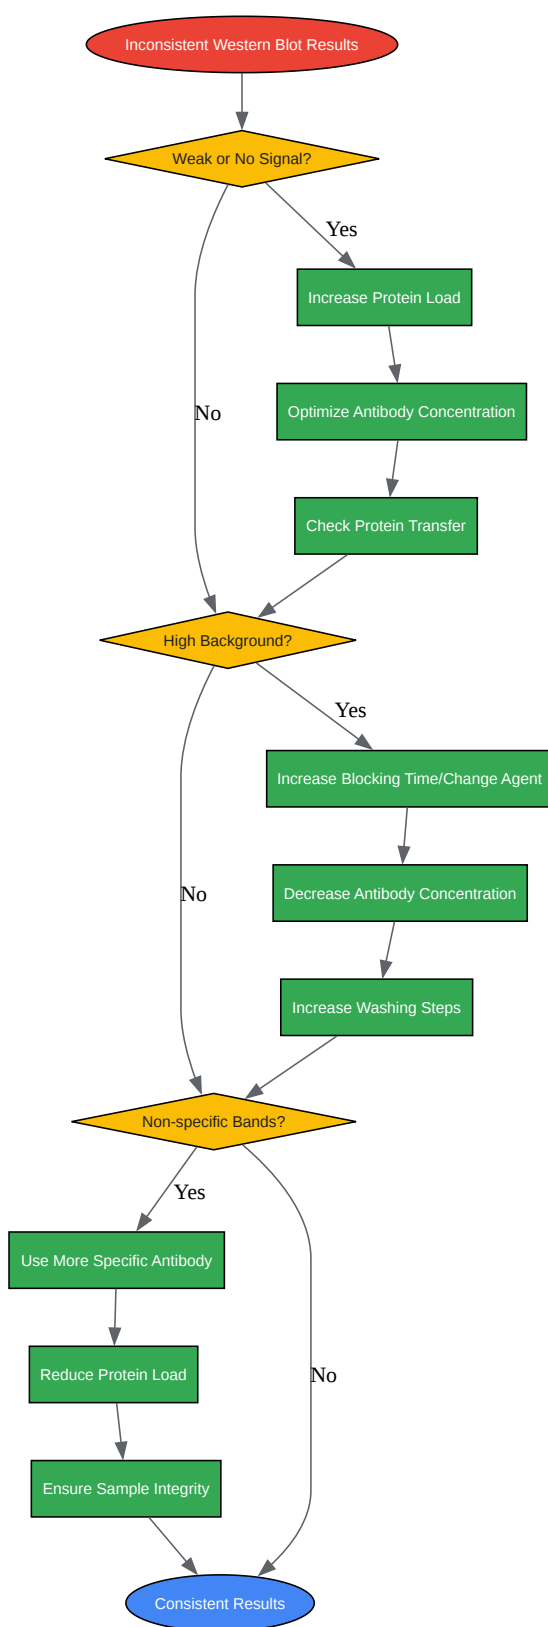 Inconsistent Western Blot Results
Weak or No Signal?
Yes
Increase Protein Load
No
Optimize Antibody Concentration
Check Protein Transfer
High Background?
Yes
Increase Blocking Time/Change Agent
No
Decrease Antibody Concentration
Increase Washing Steps
Non-specific Bands?
Yes
Use More Specific Antibody
No
Reduce Protein Load
Ensure Sample Integrity
Consistent Results